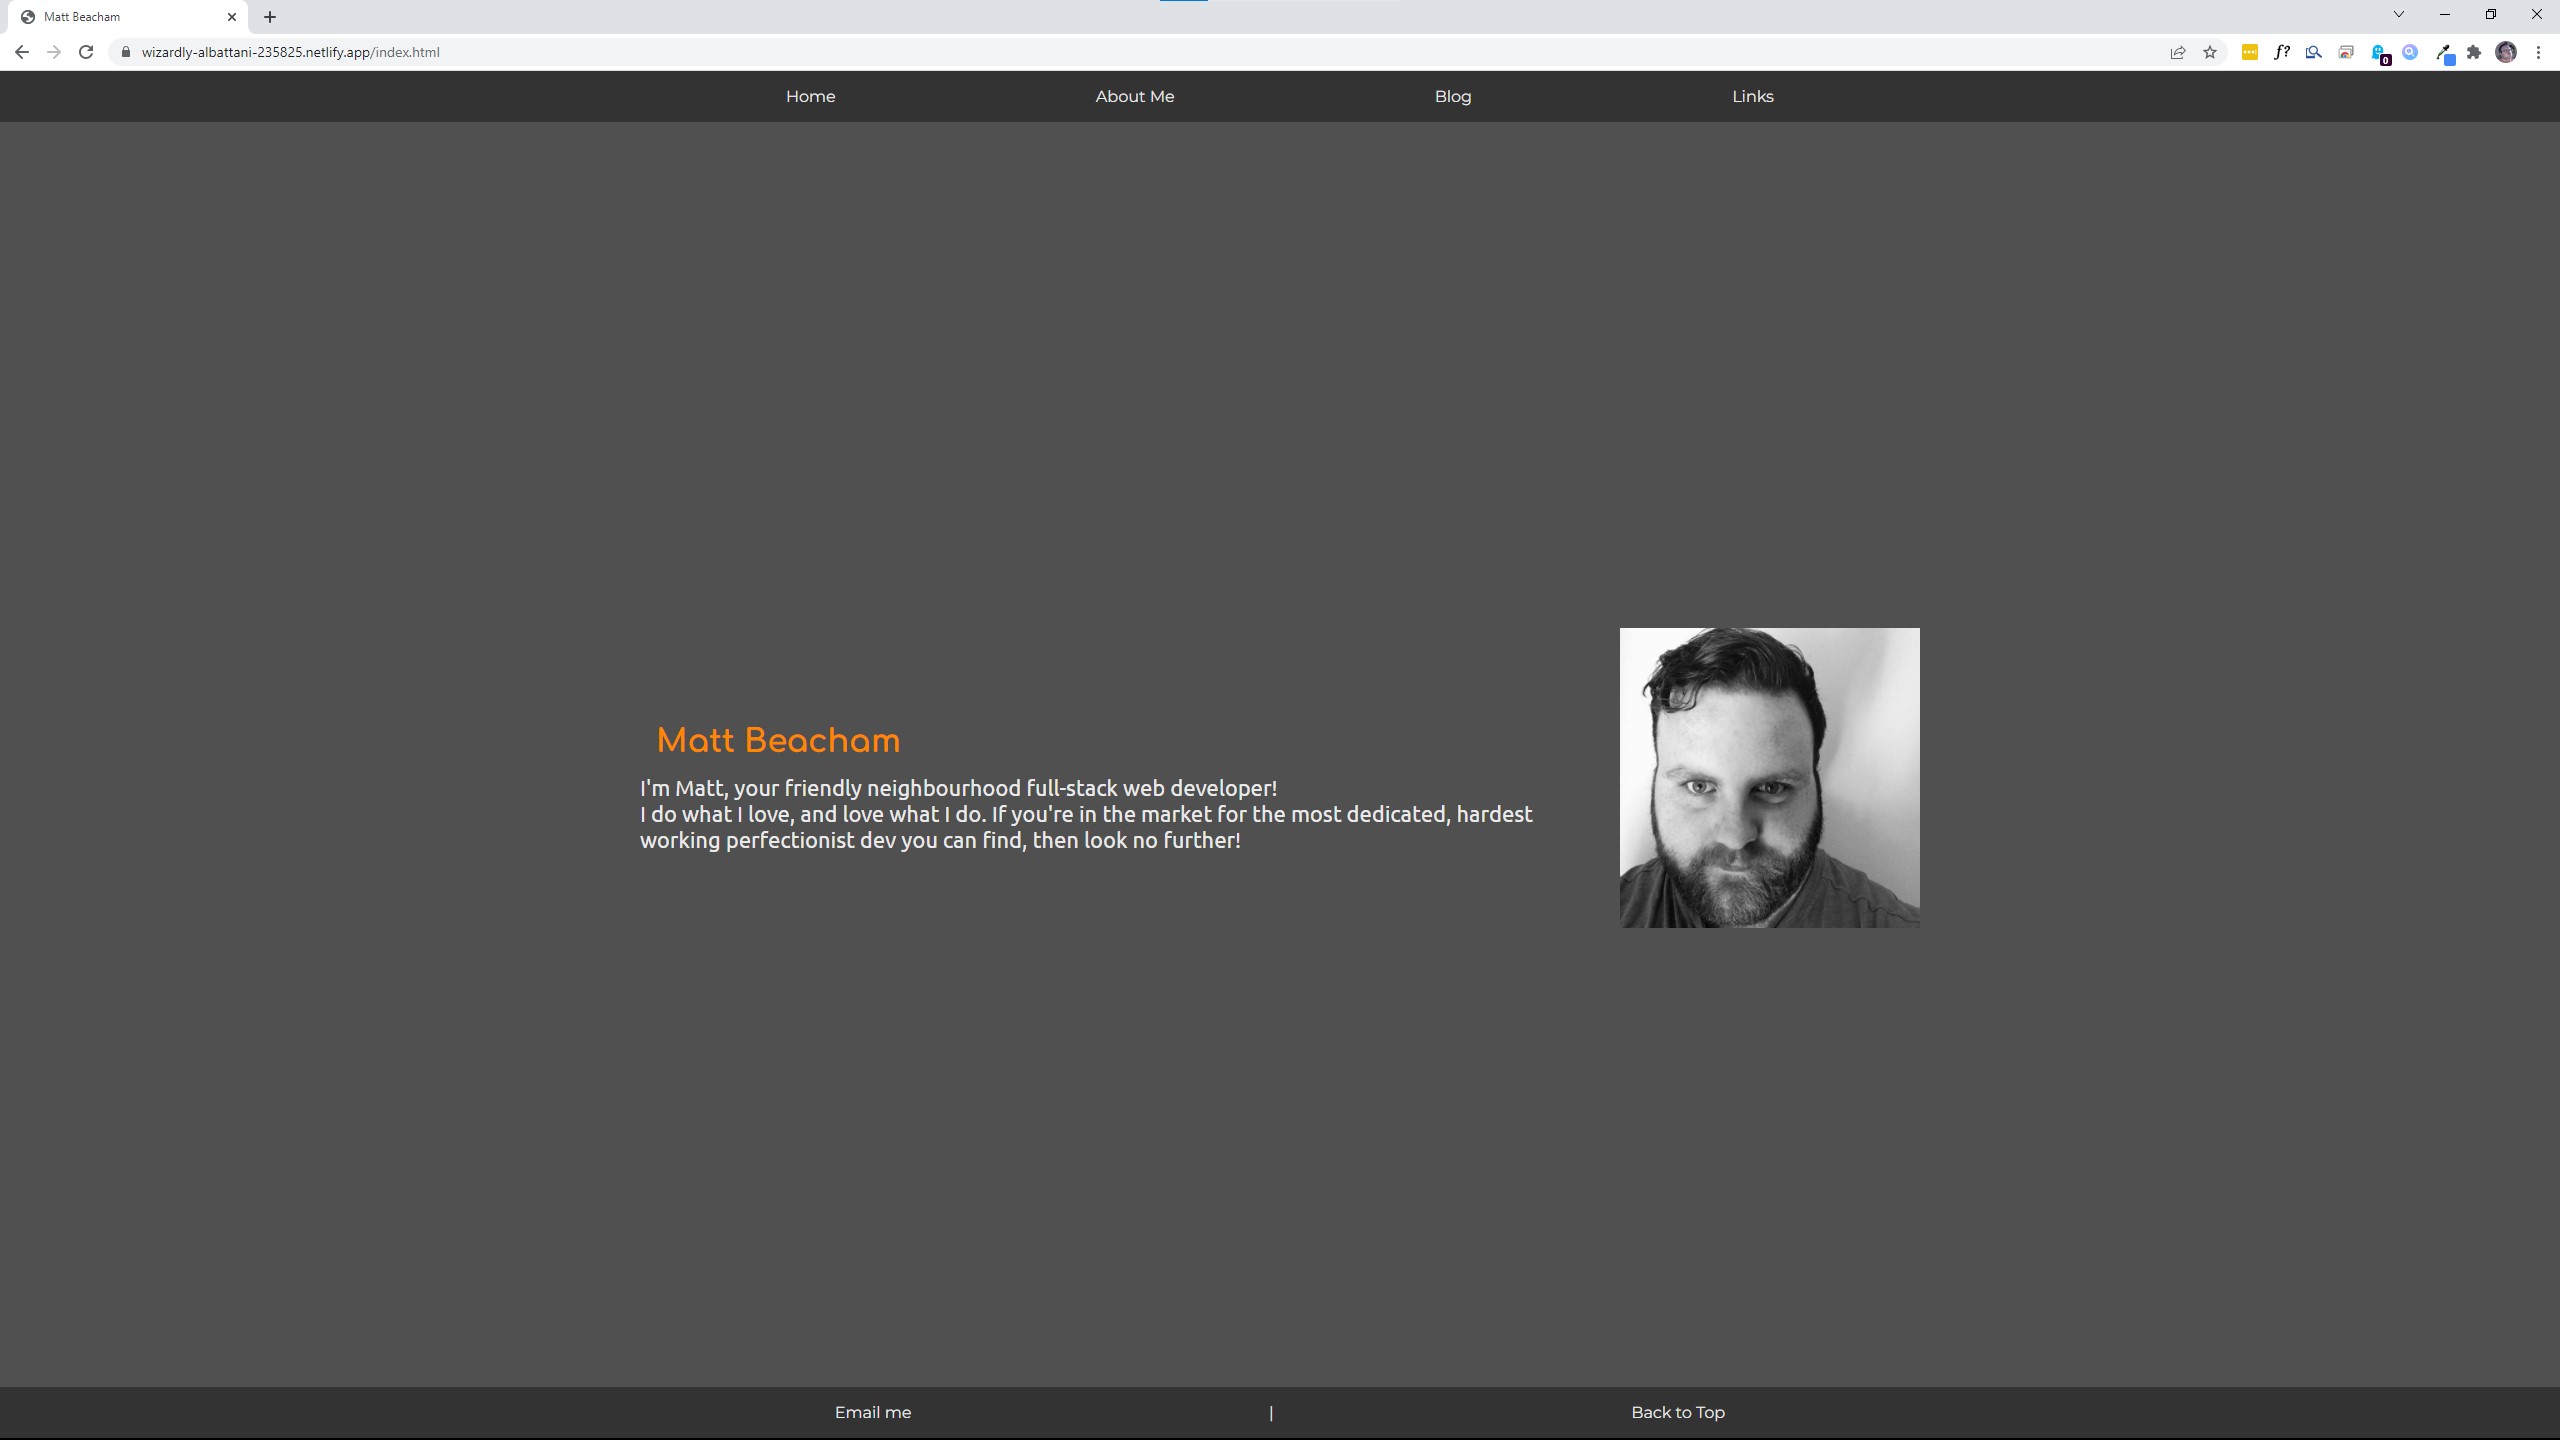 Matt Beacham
wizardly-albattani-235825.netlify.app/index.html
f?
0
Home About Me Blog Links
Matt Beacham
I'm Matt, your friendly neighbourhood full-stack web developer!
I do what I love, and love what I do. If you're in the market for the most dedicated, hardest
working perfectionist dev you can find, then look no further!
Email me | Back to Top